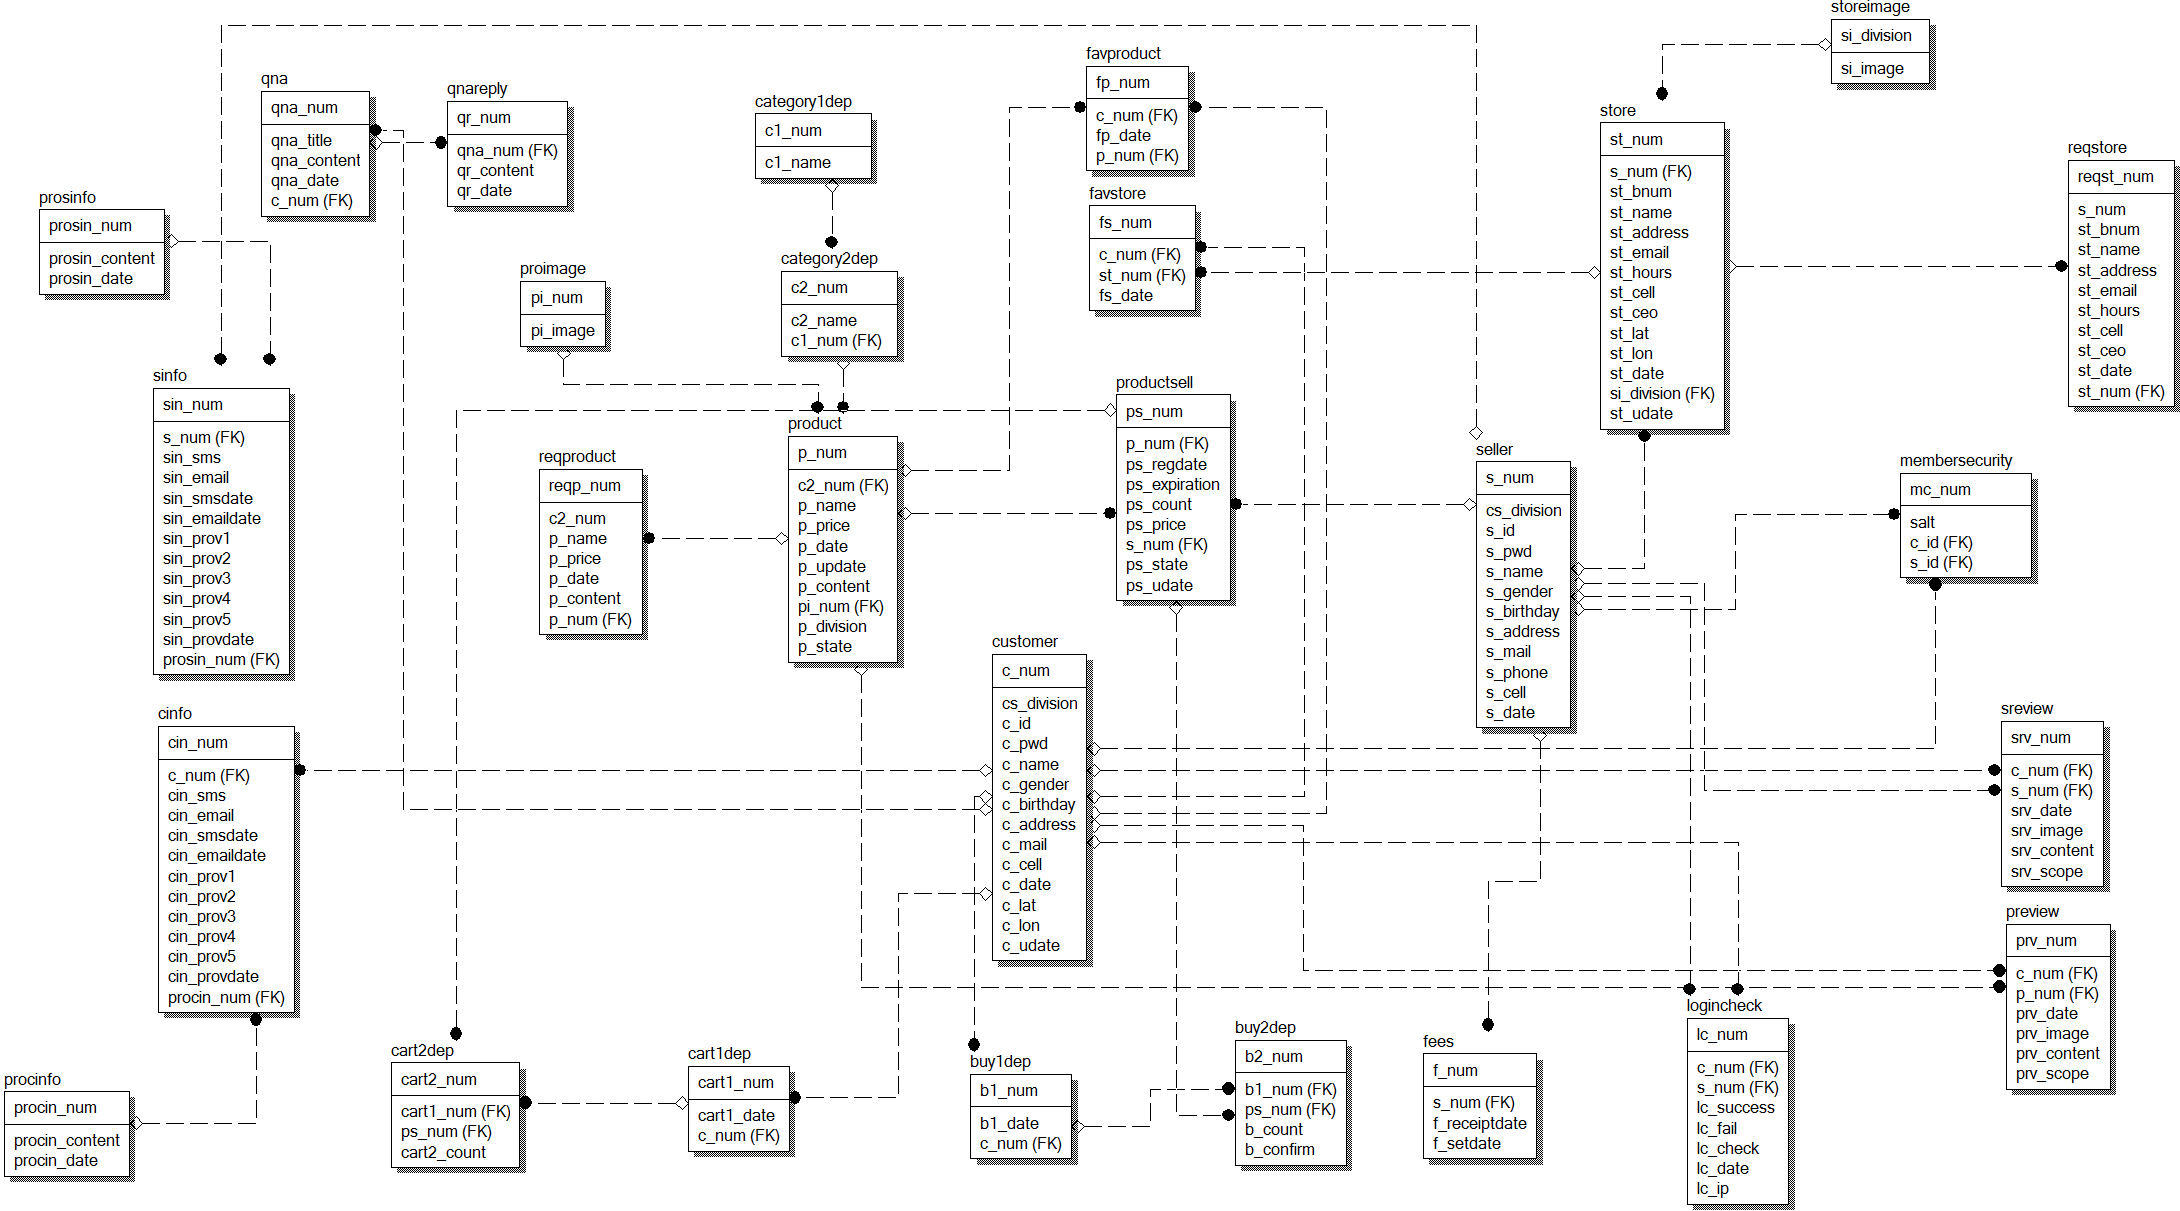 storeimage
si_division
si_image
favproduct
fp_num
c_num (FK)
fp_date
p_num (FK)
qna
qna_num
qna_title
qna_content
qna_date
c_num (FK)
qnareply
qr_num
qna_num (FK)
qr_content
qr_date
category1dep
c1_num
c1_name
store
st_num
s_num (FK)
st_bnum
st_name
st_address
st_email
st_hours
st_cell
st_ceo
st_lat
st_lon
st_date
si_division (FK)
st_udate
reqstore
reqst_num
s_num
st_bnum
st_name
st_address
st_email
st_hours
st_cell
st_ceo
st_date
st_num (FK)
prosinfo
prosin_num
prosin_content
prosin_date
favstore
fs_num
c_num (FK)
st_num (FK)
fs_date
proimage
pi_num
pi_image
category2dep
c2_num
c2_name
c1_num (FK)
sinfo
sin_num
s_num (FK)
sin_sms
sin_email
sin_smsdate
sin_emaildate
sin_prov1
sin_prov2
sin_prov3
sin_prov4
sin_prov5
sin_provdate
prosin_num (FK)
productsell
ps_num
p_num (FK)
ps_regdate
ps_expiration
ps_count
ps_price
s_num (FK)
ps_state
ps_udate
product
p_num
c2_num (FK)
p_name
p_price
p_date
p_update
p_content
pi_num (FK)
p_division
p_state
reqproduct
reqp_num
c2_num
p_name
p_price
p_date
p_content
p_num (FK)
seller
s_num
cs_division
s_id
s_pwd
s_name
s_gender
s_birthday
s_address
s_mail
s_phone
s_cell
s_date
membersecurity
mc_num
salt
c_id (FK)
s_id (FK)
customer
c_num
cs_division
c_id
c_pwd
c_name
c_gender
c_birthday
c_address
c_mail
c_cell
c_date
c_lat
c_lon
c_udate
cinfo
cin_num
c_num (FK)
cin_sms
cin_email
cin_smsdate
cin_emaildate
cin_prov1
cin_prov2
cin_prov3
cin_prov4
cin_prov5
cin_provdate
procin_num (FK)
sreview
srv_num
c_num (FK)
s_num (FK)
srv_date
srv_image
srv_content
srv_scope
preview
prv_num
c_num (FK)
p_num (FK)
prv_date
prv_image
prv_content
prv_scope
procinfo
procin_num
procin_content
procin_date
cart2dep
cart2_num
cart1_num (FK)
ps_num (FK)
cart2_count
cart1dep
cart1_num
cart1_date
c_num (FK)
buy1dep
b1_num
b1_date
c_num (FK)
buy2dep
b2_num
b1_num (FK)
ps_num (FK)
b_count
b_confirm
fees
f_num
s_num (FK)
f_receiptdate
f_setdate
logincheck
lc_num
c_num (FK)
s_num (FK)
lc_success
lc_fail
lc_check
lc_date
lc_ip